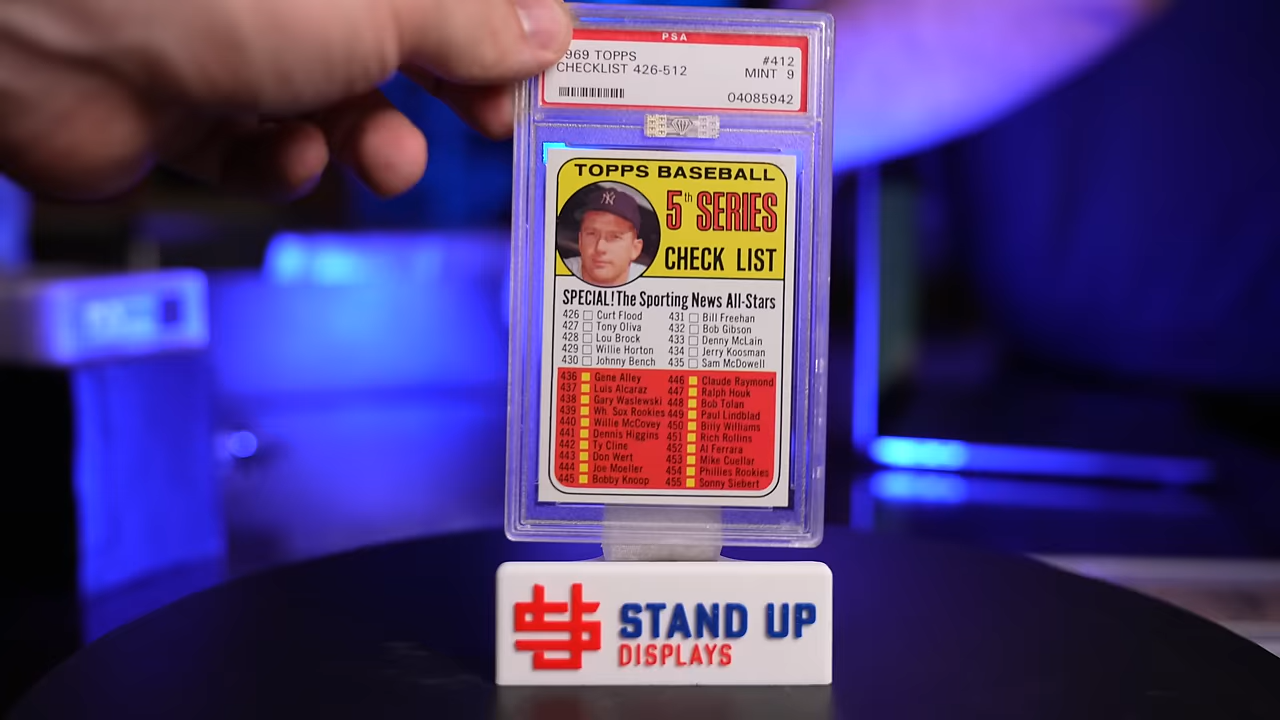 PSA
969 TOPPS #412
CHECKLIST 426-512 MINT 9
04085942
TOPPS BASEBALL
NY
5th SERIES
CHECK LIST
SPECIAL! The Sporting News All-Stars
426 Curt Flood 431 Bill Freehan
427 Tony Oliva 432 Bob Gibson
428 Lou Brock 433 Denny McLain
429 Willie Horton 434 Jerry Koosman
430 Johnny Bench 435 Sam McDowell
436 Gene Alley 446 Claude Raymond
437 Luis Alcaraz 447 Ralph Houk
438 Gary Waslewski 448 Bob Tolan
439 Wh. Sox Rookies 449 Paul Lindblad
440 Willie McCovey 450 Billy Williams
441 Dennis Higgins 451 Rich Rollins
442 Ty Cline 452 Al Ferrara
443 Don Wert 453 Mike Cuellar
444 Joe Moeller 454 Phillies Rookies
445 Bobby Knoop 455 Sonny Siebert
STAND UP
DISPLAYS